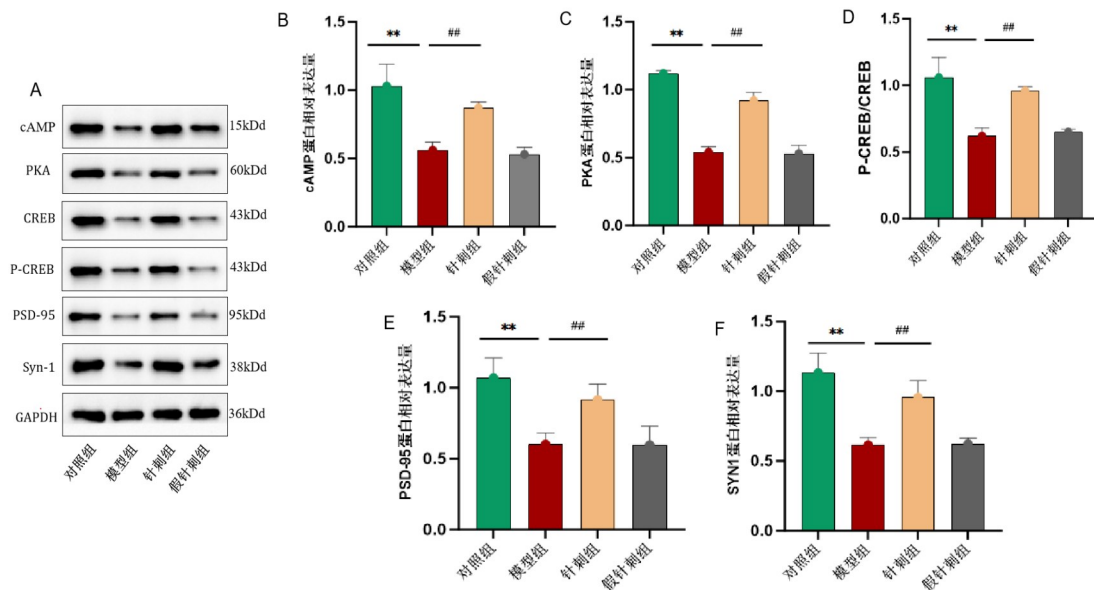 A
cAMP 15kDd
PKA 60kDd
CREB 43kDd
P-CREB 43kDd
PSD-95 95kDd
Syn-1 38kDd
GAPDH 36kDd
对照组 模型组 针刺组 假针刺组
B
cAMP蛋白相对表达量
1.5
1.0
0.5
0.0
** ##
对照组 模型组 针刺组 假针刺组
C
PKA 蛋白相对表达量
1.5
1.0
0.5
0.0
** ##
对照组 模型组 针刺组 假针刺组
D
P-CREB/CREB
1.5
1.0
0.5
0.0
** ##
对照组 模型组 针刺组 假针刺组
E
PSD-95蛋白相对表达量
1.5
1.0
0.5
0.0
** ##
对照组 模型组 针刺组 假针刺组
F
SYN1蛋白相对表达量
1.5
1.0
0.5
0.0
** ##
对照组 模型组 针刺组 假针刺组